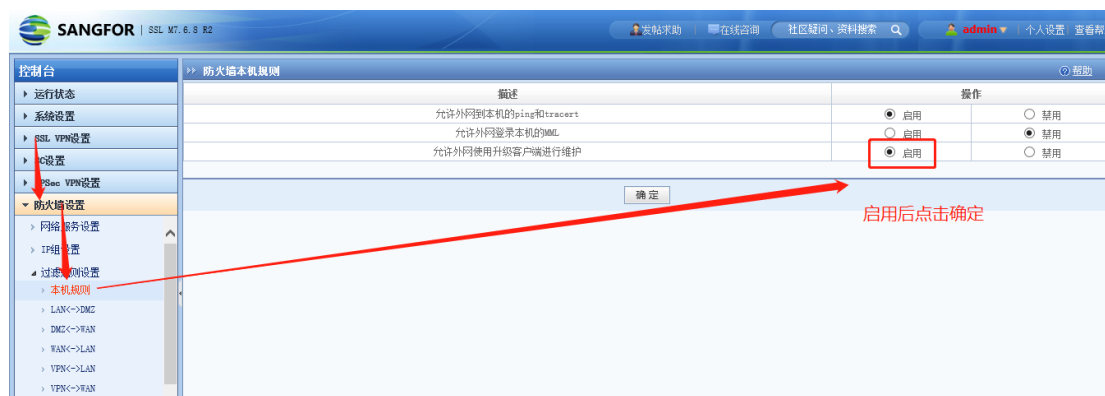 SANGFOR | SSL M7.6.8 R2
发帖求助 在线咨询 社区疑问、资料搜索 admin 个人设置 查看帮
控制台
防火墙本机规则 帮助
运行状态
系统设置
SSL VPN设置
EC设置
IPSec VPN设置
防火墙设置
网络服务设置
IP组设置
过滤规则设置
本机规则
LAN<->DMZ
DMZ<->WAN
WAN<->LAN
VPN<->LAN
VPN<->WAN
描述 操作
允许外网到本机的ping和tracert 启用 禁用
允许外网登录本机的MML 启用 禁用
允许外网使用升级客户端进行维护 启用 禁用
确定
启用后点击确定